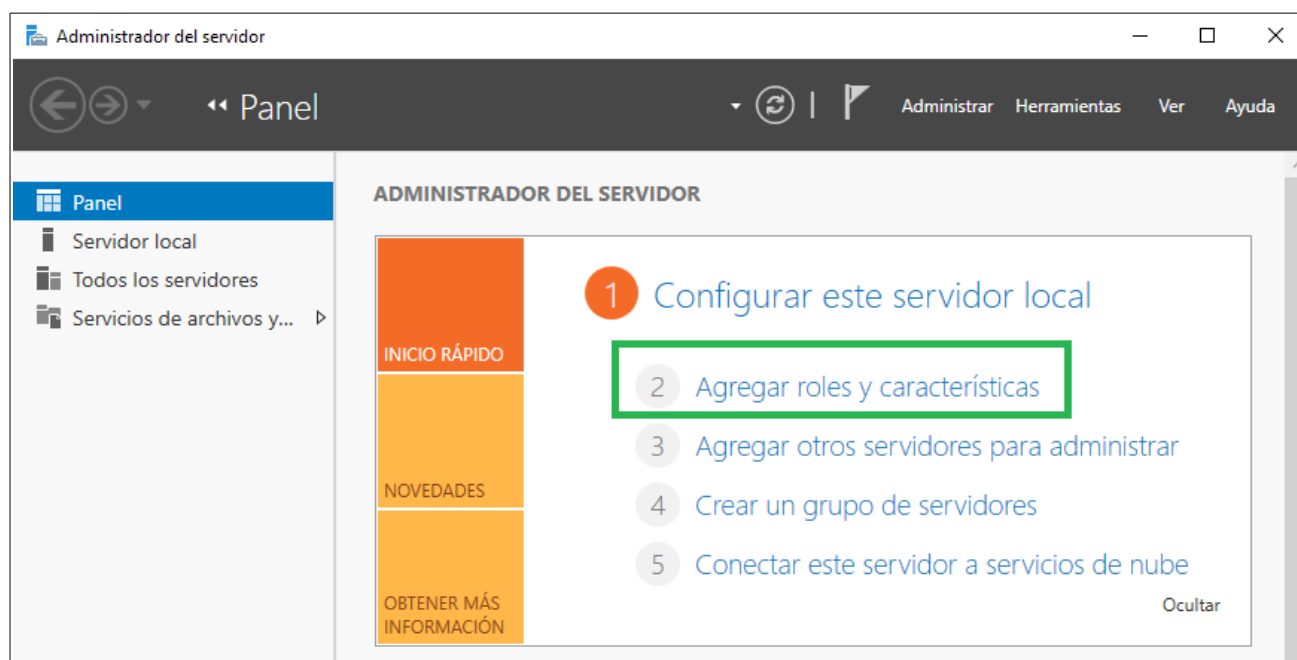 Administrador del servidor
Panel
Administrar Herramientas Ver Ayuda
Panel
Servidor local
Todos los servidores
Servicios de archivos y...
ADMINISTRADOR DEL SERVIDOR
INICIO RÁPIDO
NOVEDADES
OBTENER MÁS
INFORMACIÓN
1 Configurar este servidor local
2 Agregar roles y características
3 Agregar otros servidores para administrar
4 Crear un grupo de servidores
5 Conectar este servidor a servicios de nube
Ocultar